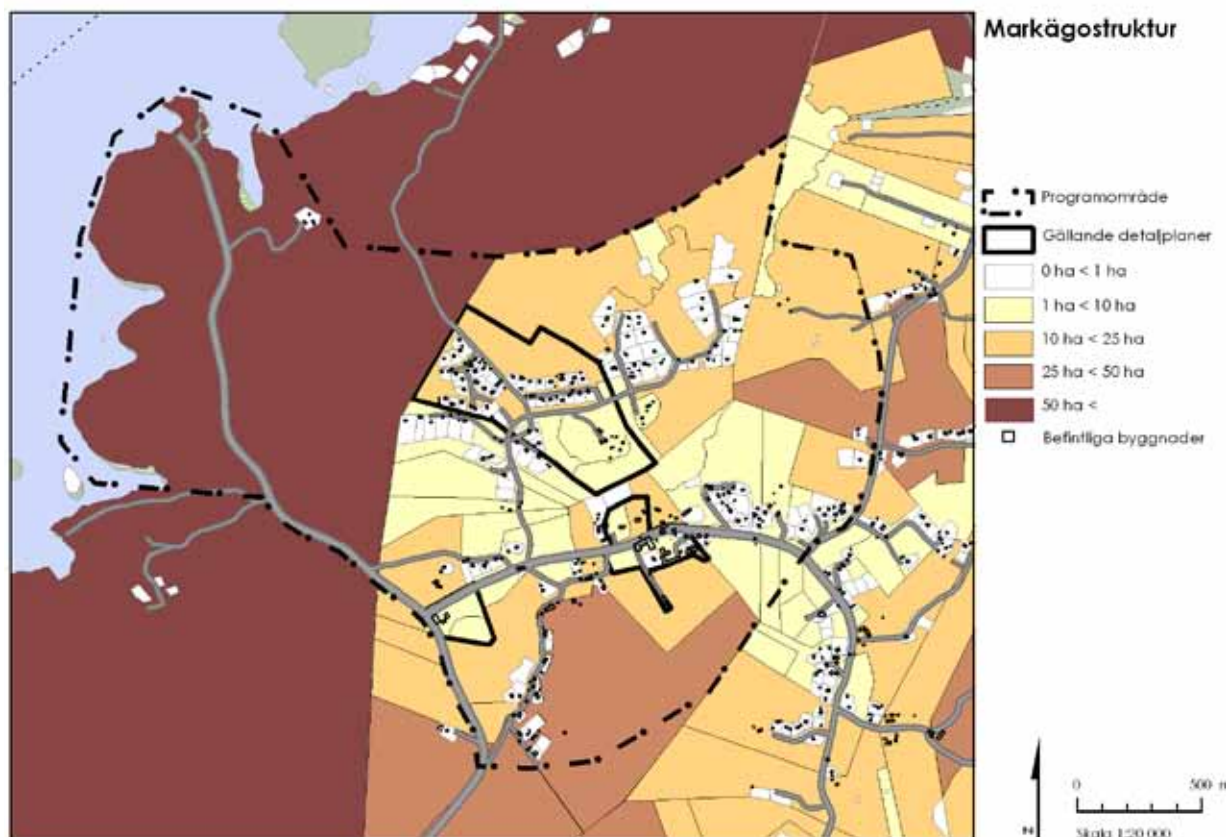 Markägostruktur
Programområde
Gällande detaljplaner
0 ha < 1 ha
1 ha < 10 ha
10 ha < 25 ha
25 ha < 50 ha
50 ha <
Befintliga byggnader
0 500 m
N
Skala 1:20 000